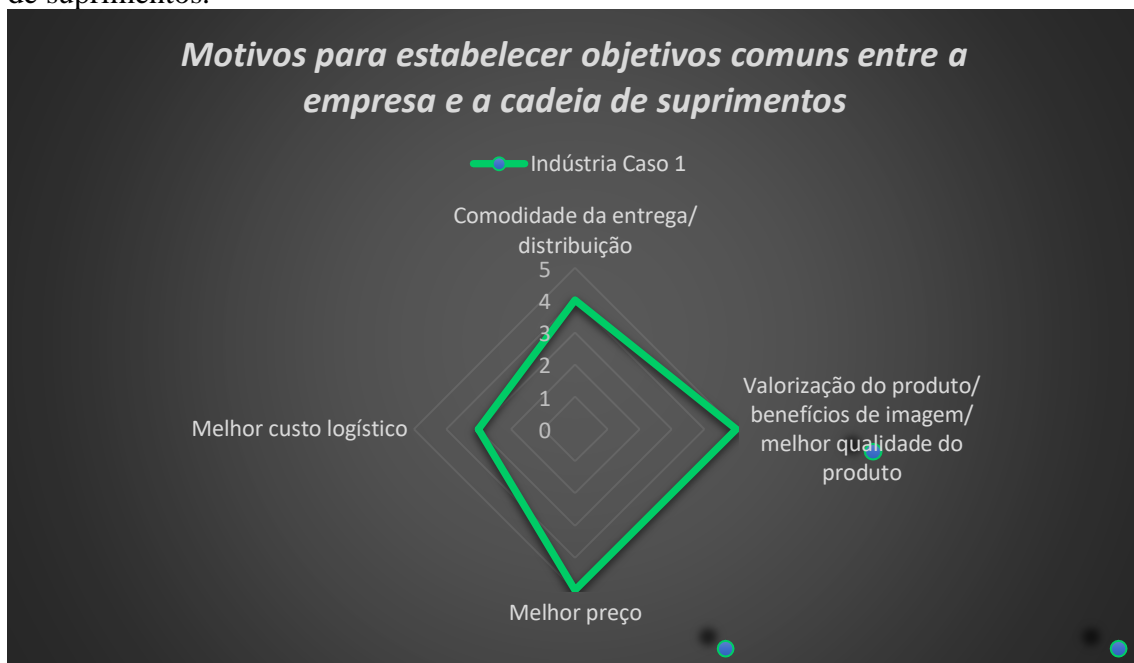 de suprimentos.
Motivos para estabelecer objetivos comuns entre a
empresa e a cadeia de suprimentos
Indústria Caso 1
Comodidade da entrega/
distribuição
5
4
3
2
1
0
Valorização do produto/
benefícios de imagem/
melhor qualidade do
produto
Melhor custo logístico
Melhor preço